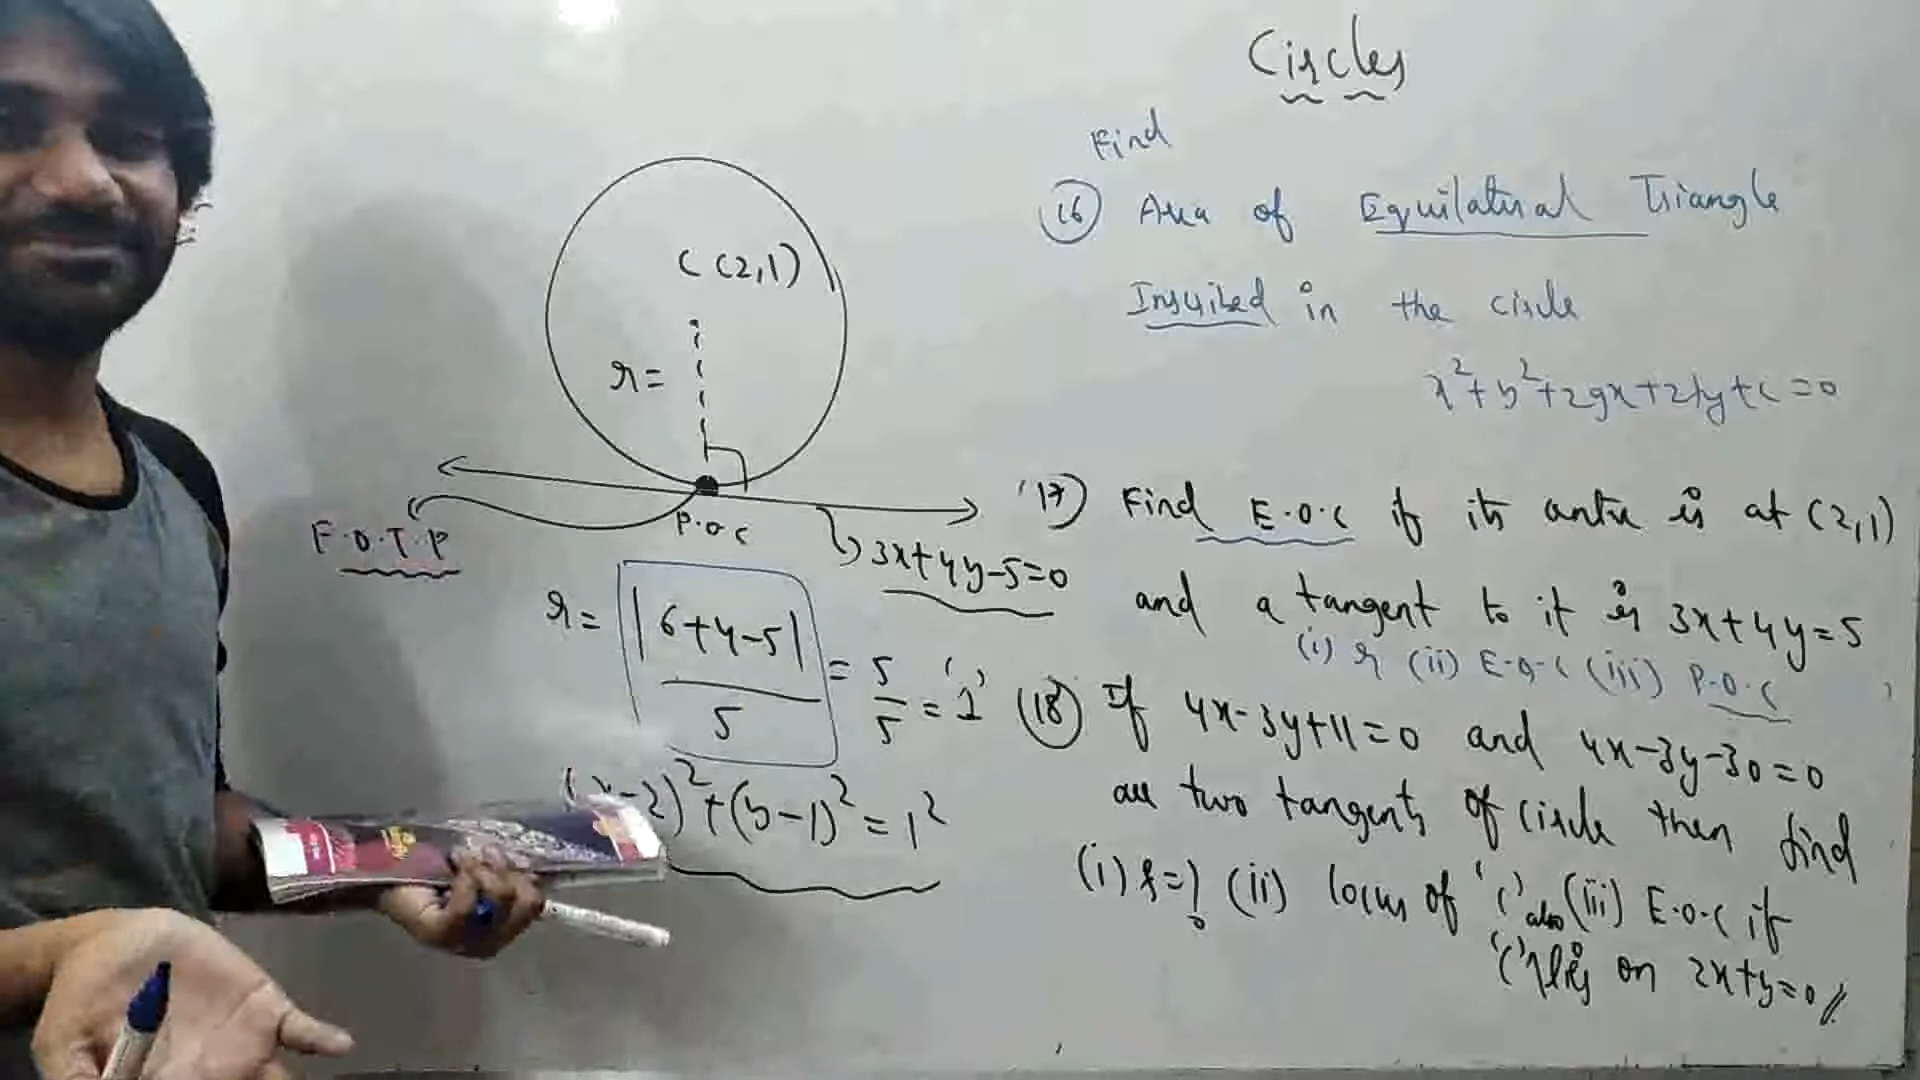 Circles
Find
(16) Area of Equilateral Triangle
Inscribed in the circle
x²+y²+2gx+2fy+c=0
(17) Find E.O.C if its centre is at (2,1)
and a tangent to it is 3x+4y=5
(i) r (ii) E.O.C (iii) P.O.C
(18) If 4x-3y+11=0 and 4x-3y-30=0
are two tangents of circle then find
(i) r=? (ii) locus of 'C' also (iii) E.O.C if
'C' lies on 2x+y=0
C (2,1)
r=
P.O.C
F.O.T.P
3x+4y-5=0
r= |6+4-5| / 5 = 5/5 = '1'
-2)²+(y-1)²=1²